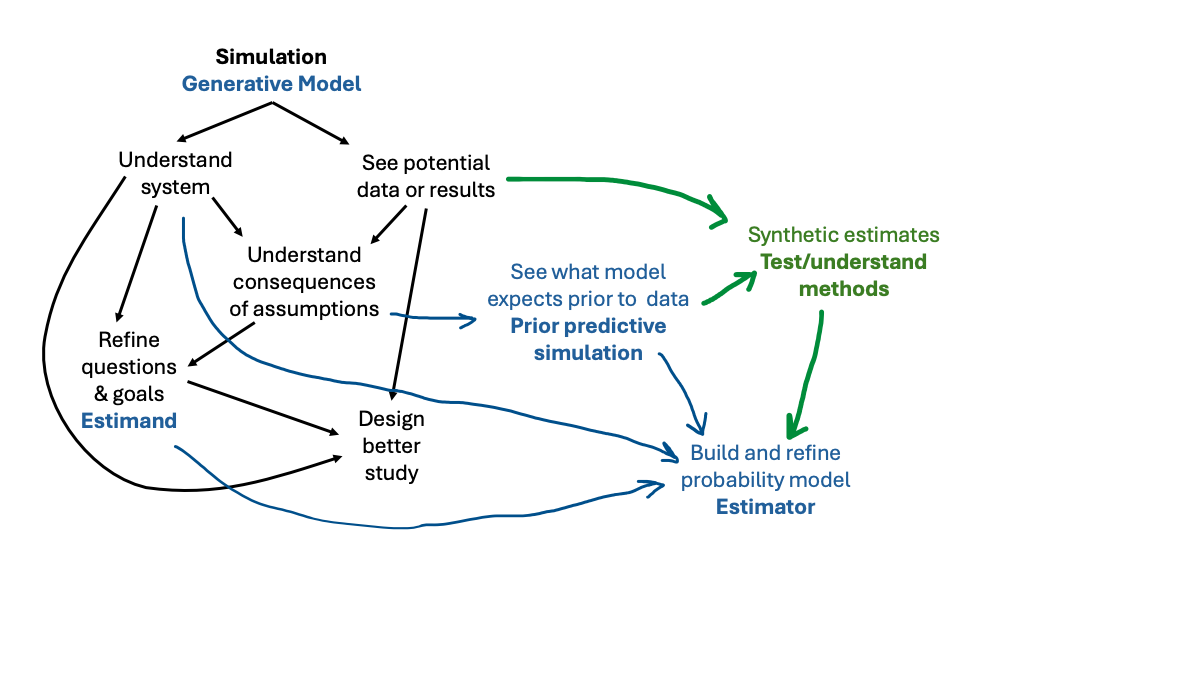 Simulation
Generative Model
Understand
system
See potential
data or results
Understand
consequences
of assumptions
See what model
expects prior to data
Prior predictive
simulation
Synthetic estimates
Test/understand
methods
Refine
questions
& goals
Estimand
Design
better
study
Build and refine
probability model
Estimator